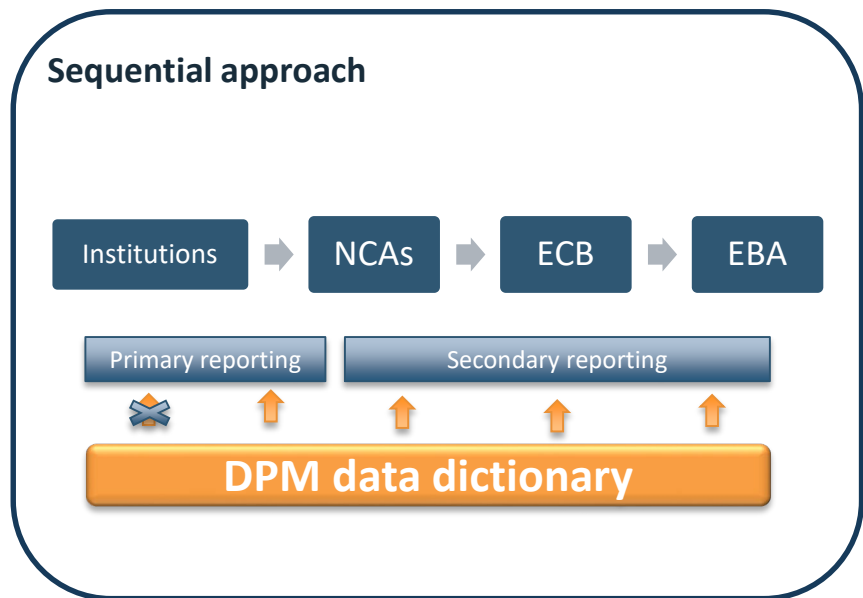 Sequential approach
Institutions
NCAs
ECB
EBA
Primary reporting
Secondary reporting
DPM data dictionary